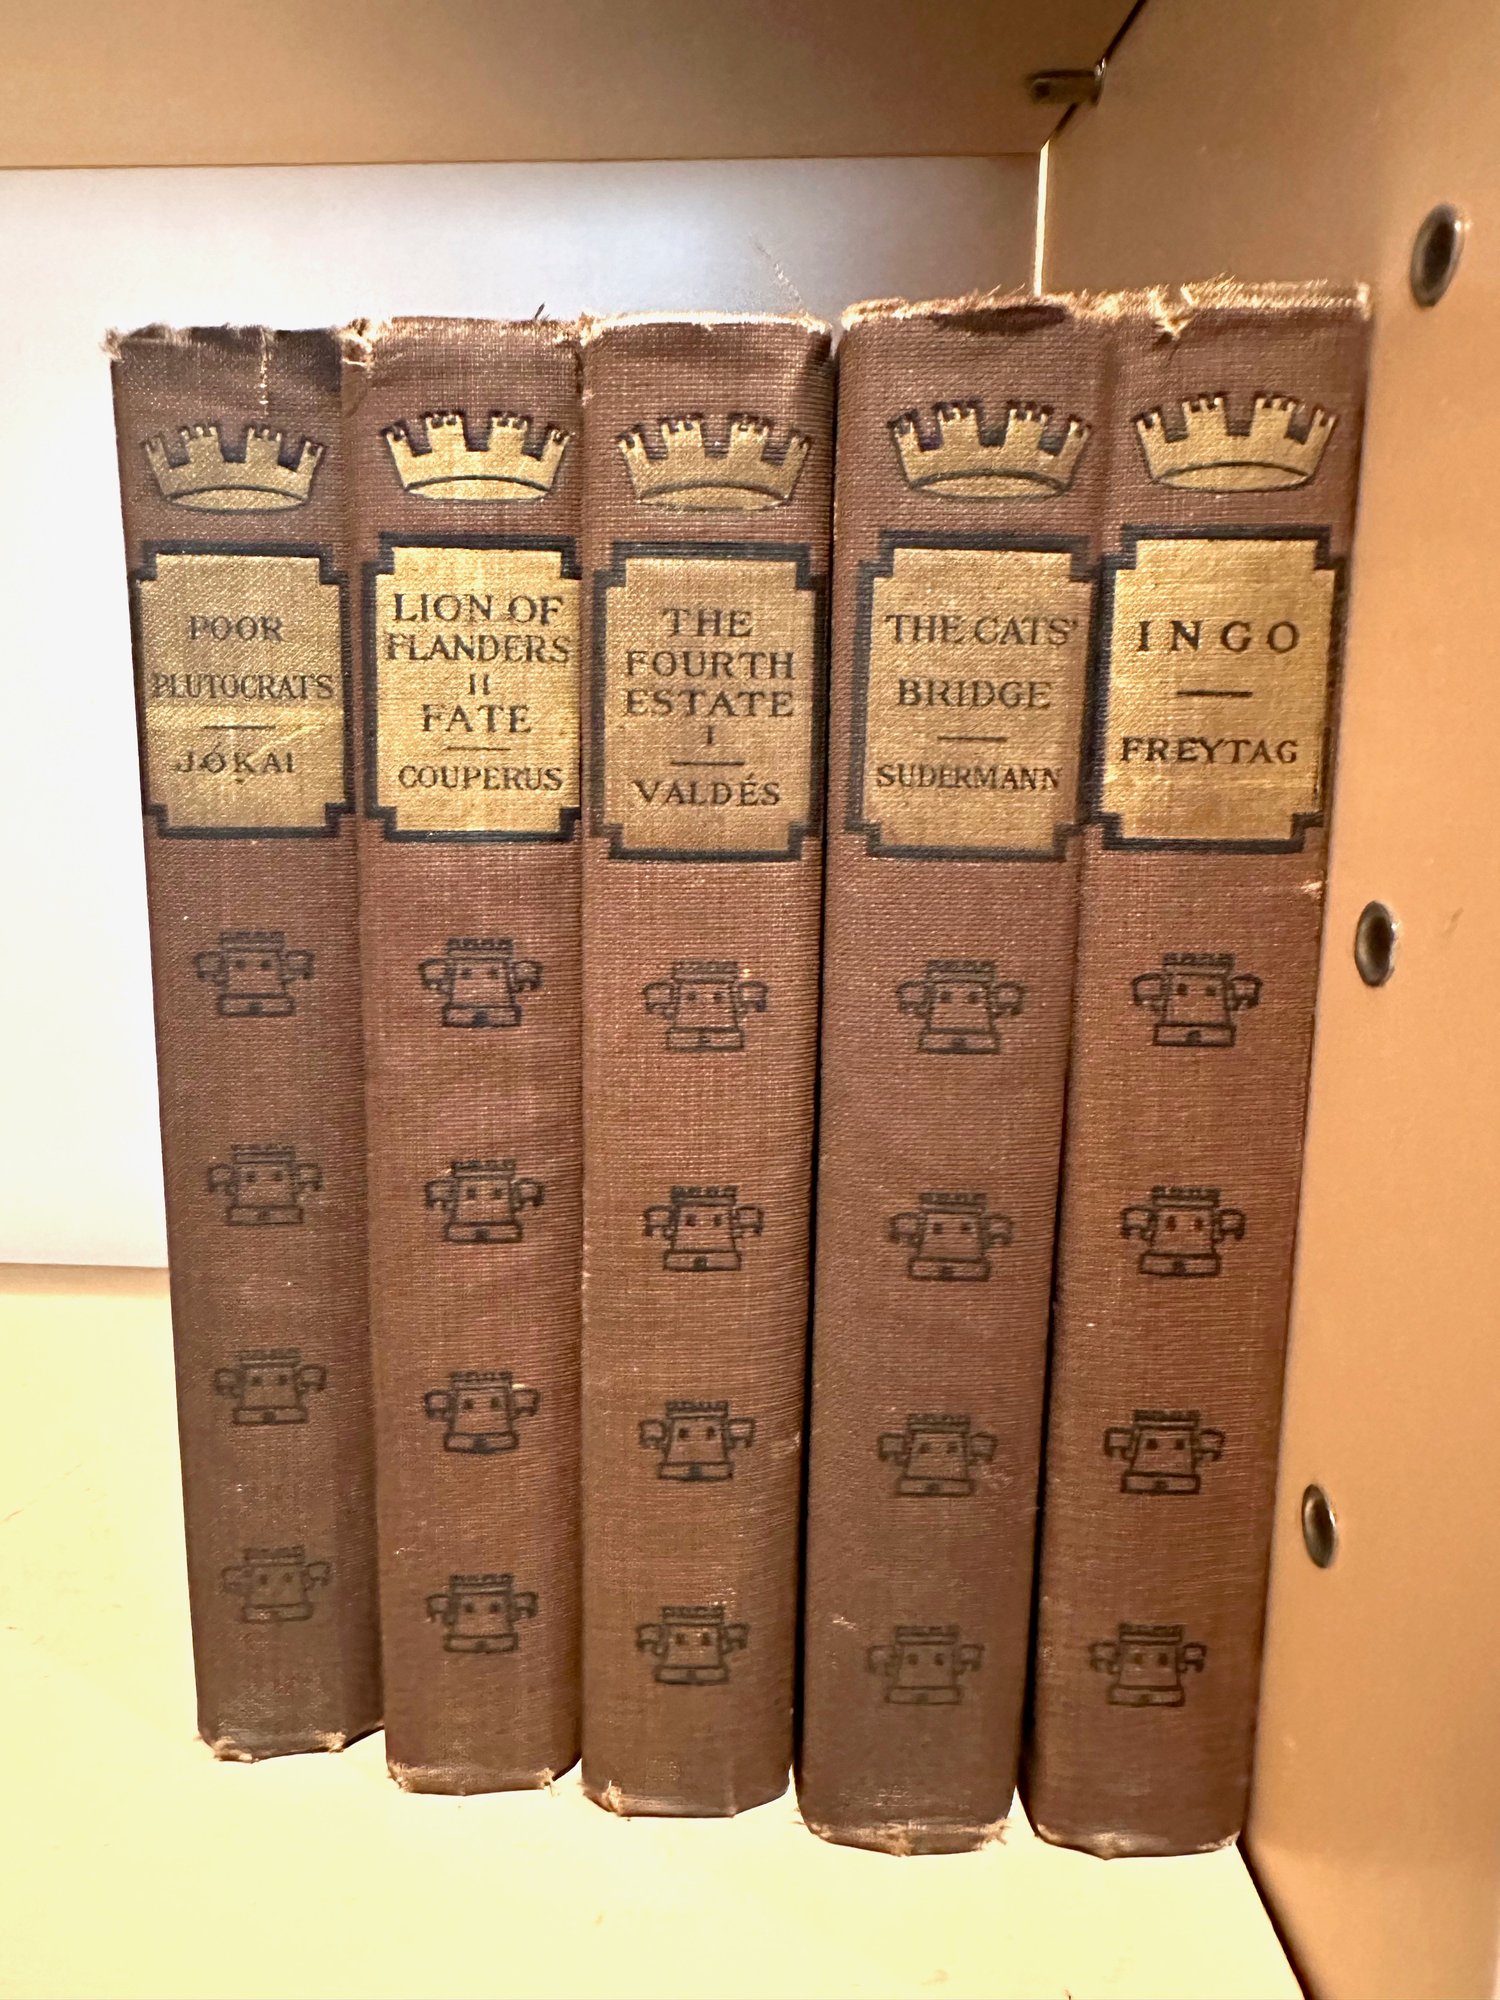 POOR
PLUTOCRATS
JÓKAI
LION OF
FLANDERS
II
FATE
COUPERUS
THE
FOURTH
ESTATE
I
VALDÉS
THE CATS'
BRIDGE
SUDERMANN
INGO
FREYTAG